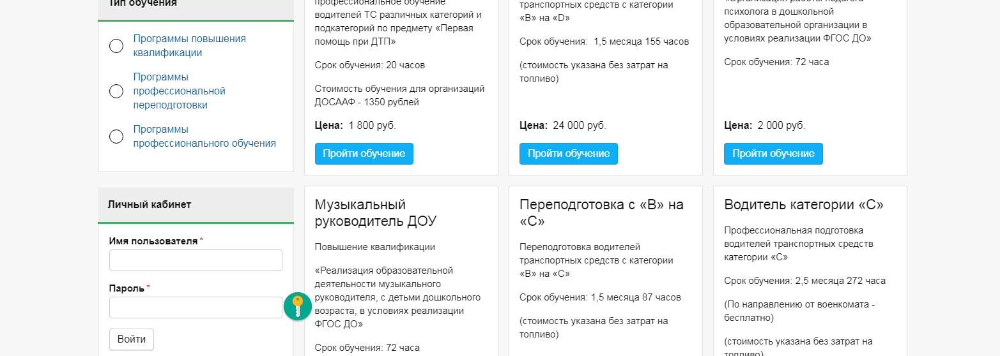 Тип обучения
Программы повышения
квалификации
Программы
профессиональной
переподготовки
Программы
профессионального обучения
Личный кабинет
Имя пользователя *
Пароль *
Войти
профессиональное обучение
водителей ТС различных категорий и
подкатегорий по предмету «Первая
помощь при ДТП»
Срок обучения: 20 часов
Стоимость обучения для организаций
ДОСААФ - 1350 рублей
Цена: 1 800 руб.
Пройти обучение
транспортных средств с категории
«В» на «D»
Срок обучения: 1,5 месяца 155 часов
(стоимость указана без затрат на
топливо)
Цена: 24 000 руб.
Пройти обучение
«Организация работы педагога-
психолога в дошкольной
образовательной организации в
условиях реализации ФГОС ДО»
Срок обучения: 72 часа
Цена: 2 000 руб.
Пройти обучение
Музыкальный
руководитель ДОУ
Повышение квалификации
«Реализация образовательной
деятельности музыкального
руководителя, с детьми дошкольного
возраста, в условиях реализации
ФГОС ДО»
Срок обучения: 72 часа
Переподготовка с «В» на
«С»
Переподготовка водителей
транспортных средств с категории
«В» на «С»
Срок обучения: 1,5 месяца 87 часов
(стоимость указана без затрат на
топливо)
Водитель категории «С»
Профессиональная подготовка
водителей транспортных средств
категории «С»
Срок обучения: 2,5 месяца 272 часа
(По направлению от военкомата -
бесплатно)
(стоимость указана без затрат на
топливо)